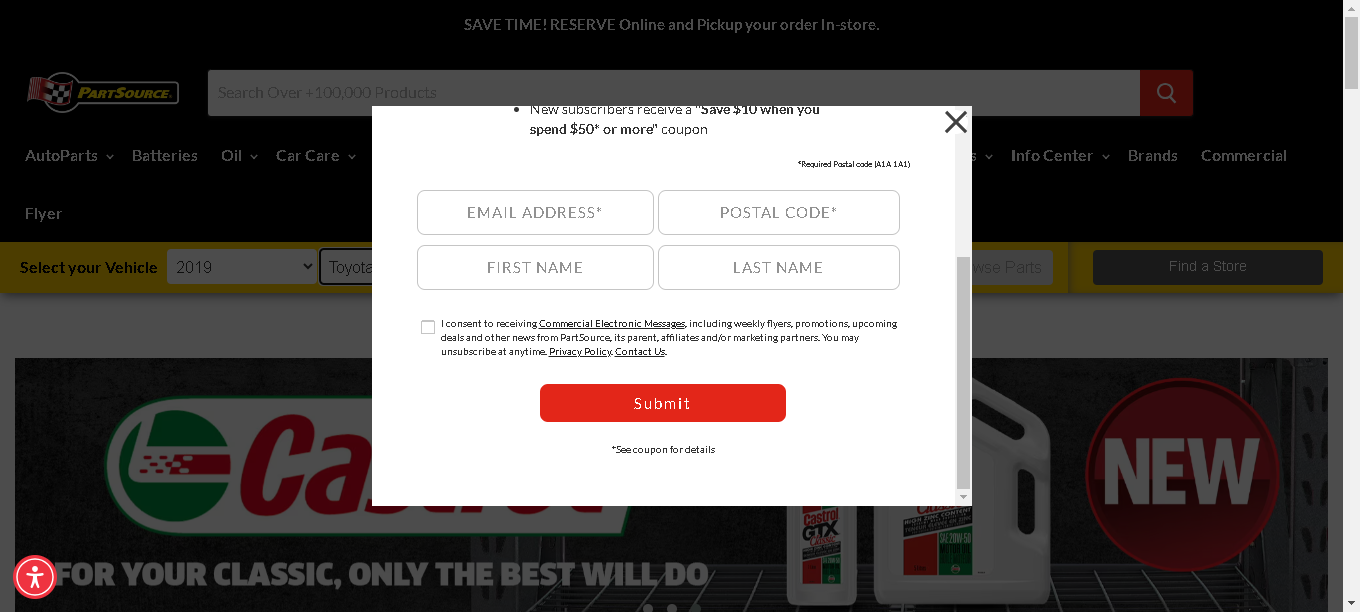 SAVE TIME! RESERVE Online and Pickup your order In-store.
PARTSOURCE
Search Over +100,000 Products
New subscribers receive a "Save $10 when you
spend $50* or more" coupon
AutoParts Batteries Oil Car Care Info Center Brands Commercial
*Required Postal code (A1A 1A1)
Flyer
EMAIL ADDRESS* POSTAL CODE*
Select your Vehicle 2019 Toyota Find a Store
FIRST NAME LAST NAME
I consent to receiving Commercial Electronic Messages, including weekly flyers, promotions, upcoming
deals and other news from PartSource, its parent, affiliates and/or marketing partners. You may
unsubscribe at anytime. Privacy Policy. Contact Us.
Submit
*See coupon for details
NEW
Castrol
GTX
Classic
HIGH ZINC CONTENT
SAE 20W-50
FOR YOUR CLASSIC, ONLY THE BEST WILL DO